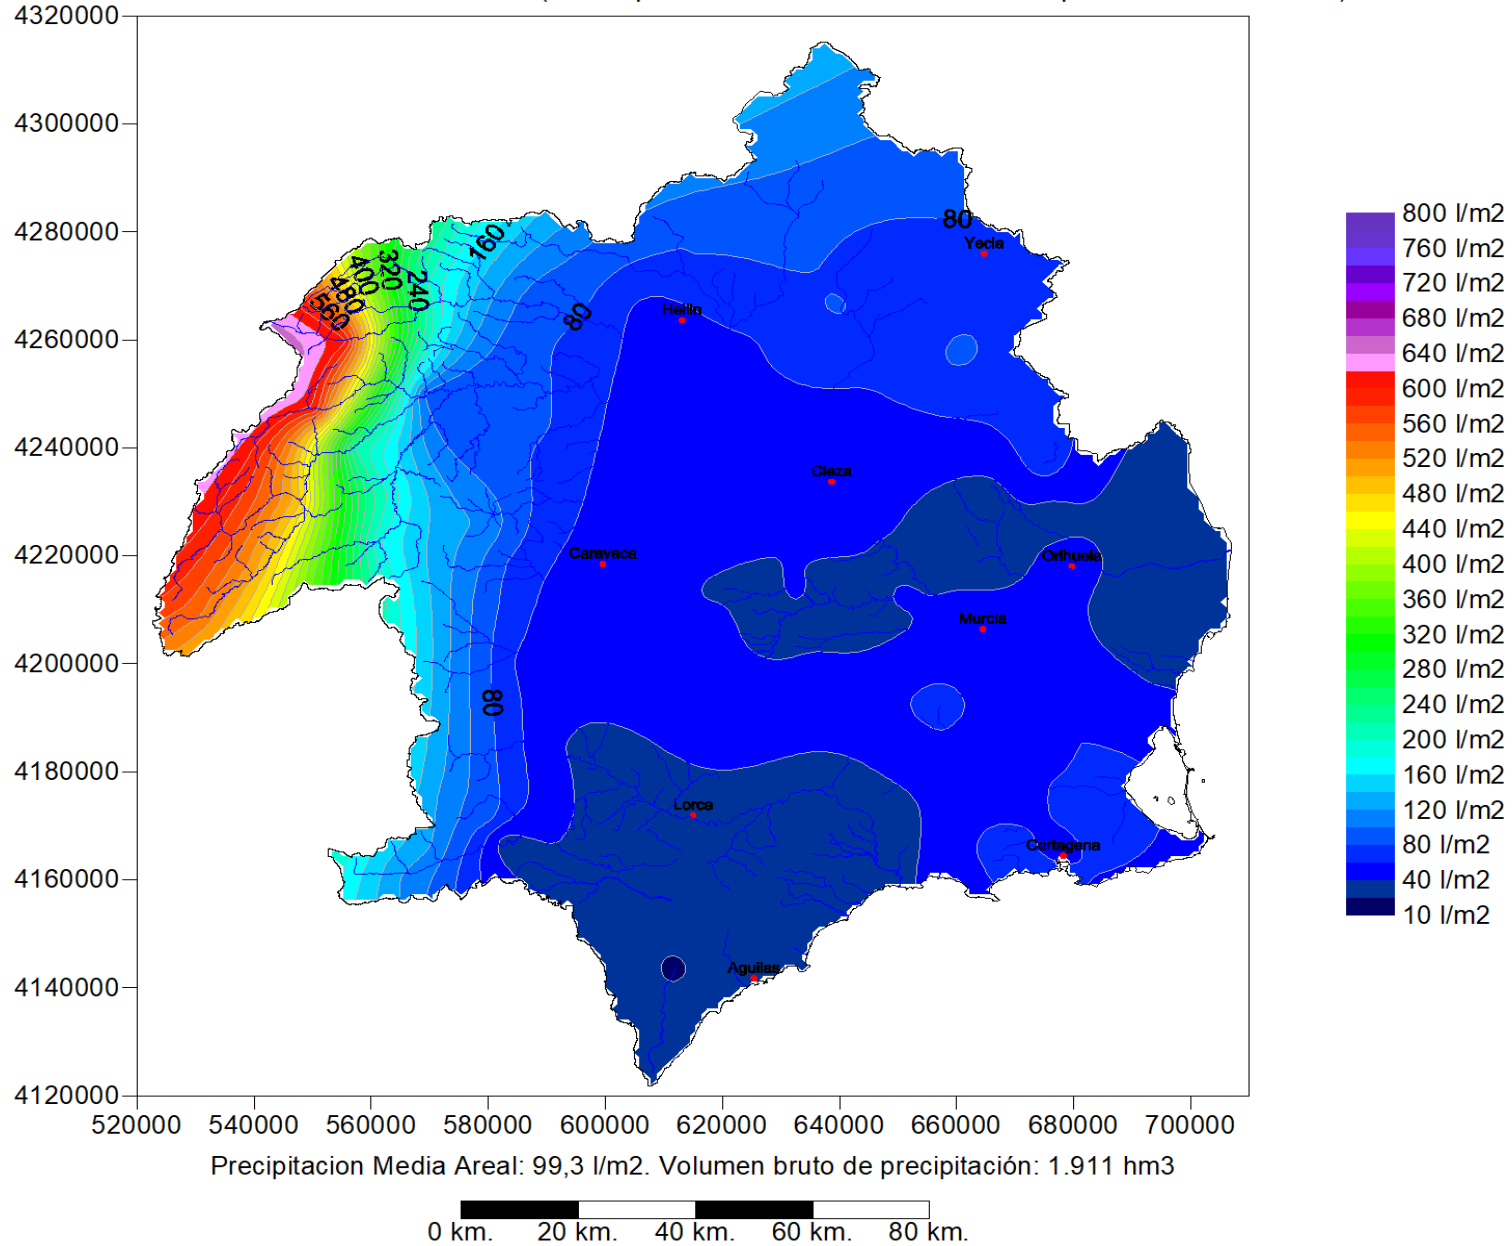 4320000
4300000
4280000
4260000
4240000
4220000
4200000
4180000
4160000
4140000
4120000
520000 540000 560000 580000 600000 620000 640000 660000 680000 700000
80
Yecla
160
320
400
240
480
560
80
Hellin
Cieza
Caravaca
Orihuela
Murcia
80
Lorca
Cartagena
Aguilas
800 l/m2
760 l/m2
720 l/m2
680 l/m2
640 l/m2
600 l/m2
560 l/m2
520 l/m2
480 l/m2
440 l/m2
400 l/m2
360 l/m2
320 l/m2
280 l/m2
240 l/m2
200 l/m2
160 l/m2
120 l/m2
80 l/m2
40 l/m2
10 l/m2
Precipitacion Media Areal: 99,3 l/m2. Volumen bruto de precipitación: 1.911 hm3
0 km. 20 km. 40 km. 60 km. 80 km.